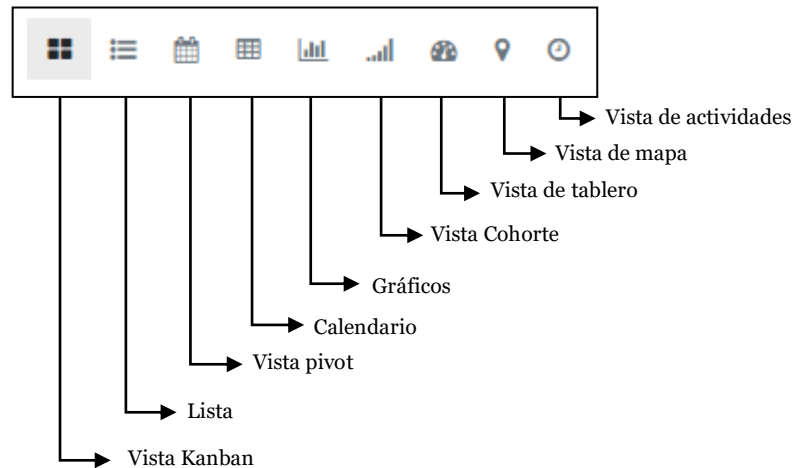 Vista de actividades
Vista de mapa
Vista de tablero
Vista Cohorte
Gráficos
Calendario
Vista pivot
Lista
Vista Kanban